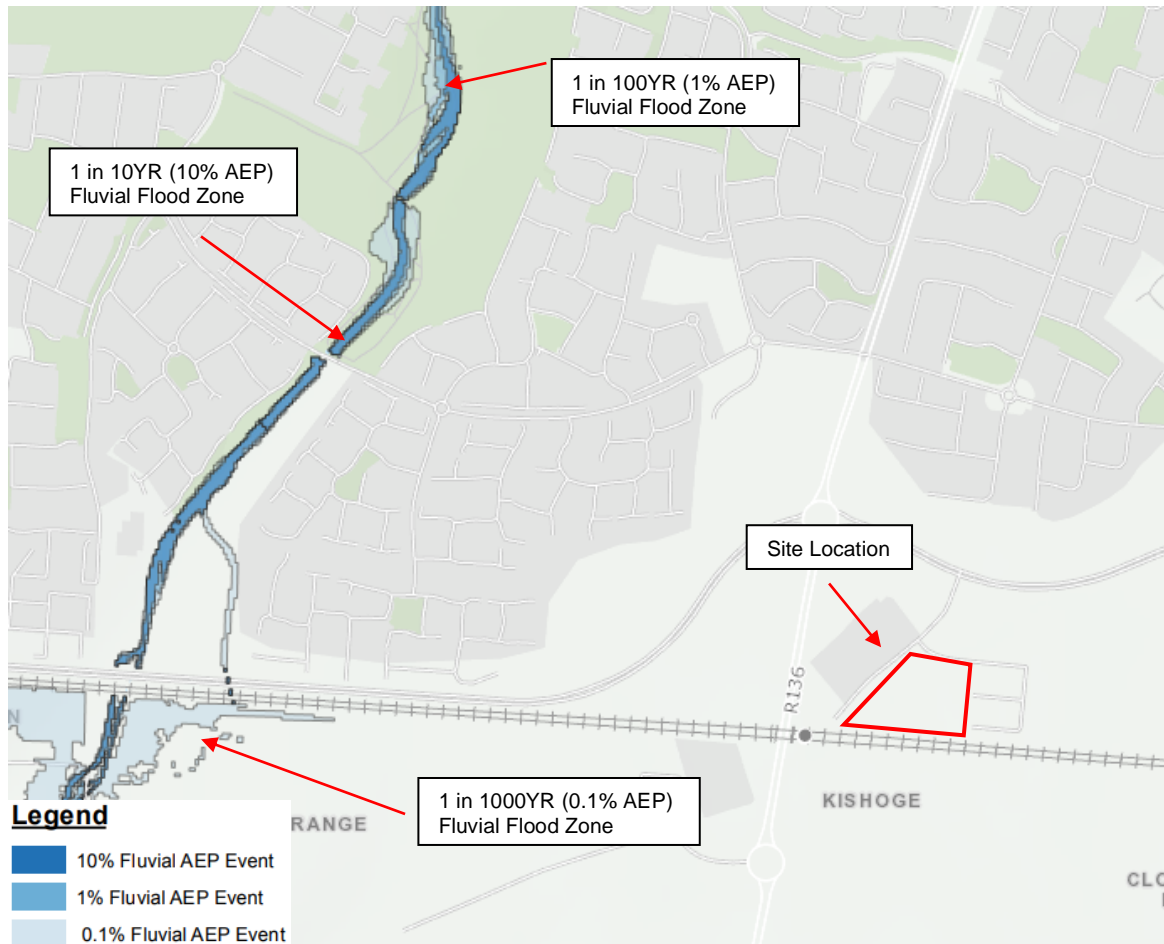 1 in 100YR (1% AEP)
Fluvial Flood Zone
1 in 10YR (10% AEP)
Fluvial Flood Zone
Site Location
R136
N
1 in 1000YR (0.1% AEP)
Fluvial Flood Zone
KISHOGE
RANGE
CLO
Legend
10% Fluvial AEP Event
1% Fluvial AEP Event
0.1% Fluvial AEP Event